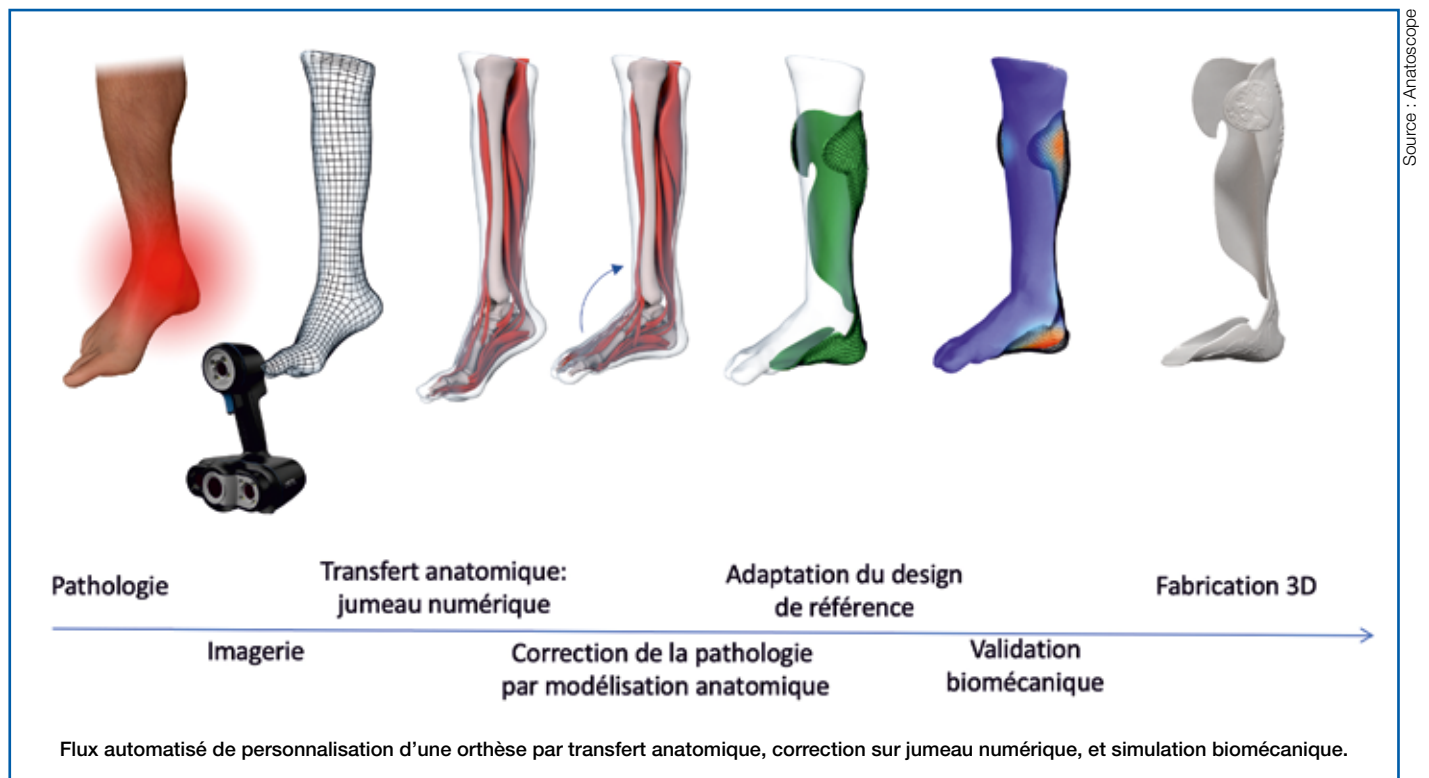 Source : Anatoscope
Pathologie
Imagerie
Transfert anatomique:
jumeau numérique
Correction de la pathologie
par modélisation anatomique
Adaptation du design
de référence
Validation
biomécanique
Fabrication 3D
Flux automatisé de personnalisation d’une orthèse par transfert anatomique, correction sur jumeau numérique, et simulation biomécanique.